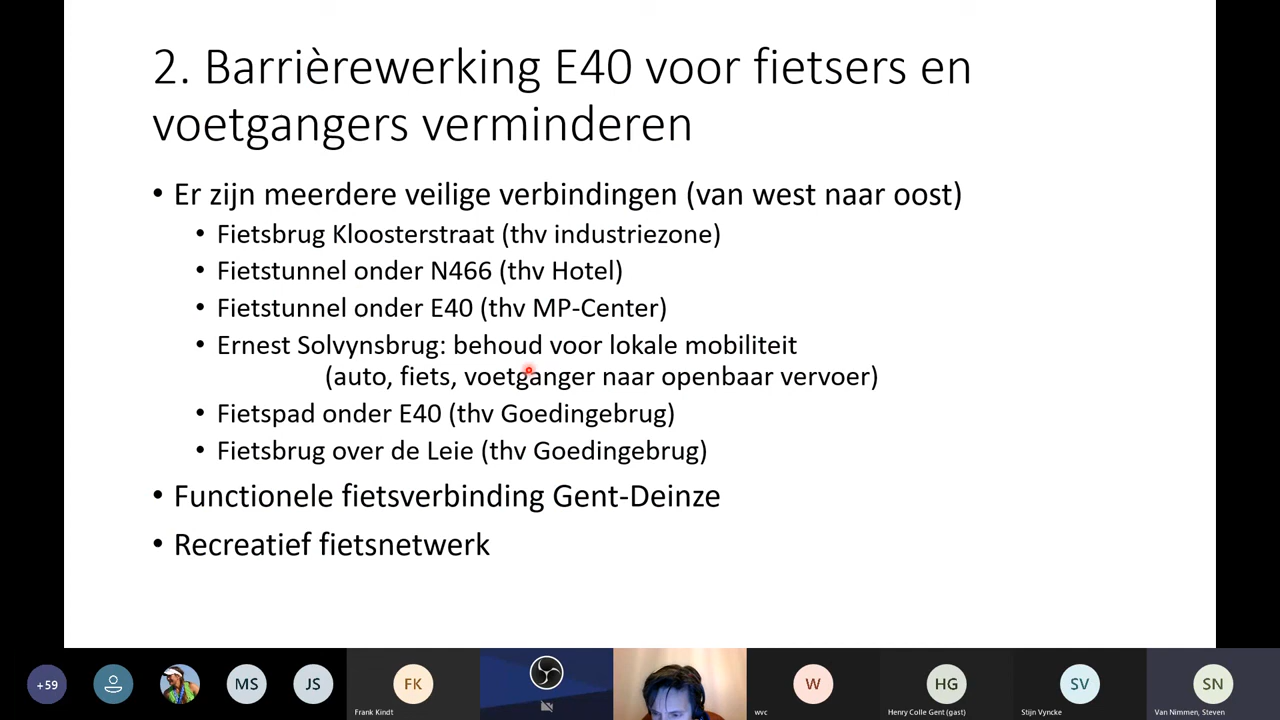 2. Barrièrewerking E40 voor fietsers en
voetgangers verminderen
• Er zijn meerdere veilige verbindingen (van west naar oost)
• Fietsbrug Kloosterstraat (thv industriezone)
• Fietstunnel onder N466 (thv Hotel)
• Fietstunnel onder E40 (thv MP-Center)
• Ernest Solvynsbrug: behoud voor lokale mobiliteit
(auto, fiets, voetganger naar openbaar vervoer)
• Fietspad onder E40 (thv Goedingebrug)
• Fietsbrug over de Leie (thv Goedingebrug)
• Functionele fietsverbinding Gent-Deinze
• Recreatief fietsnetwerk
+59
MS
JS
FK
W
HG
SV
SN
Frank Kindt
wvc
Henry Colle Gent (gast)
Stijn Vyncke
Van Nimmen, Steven